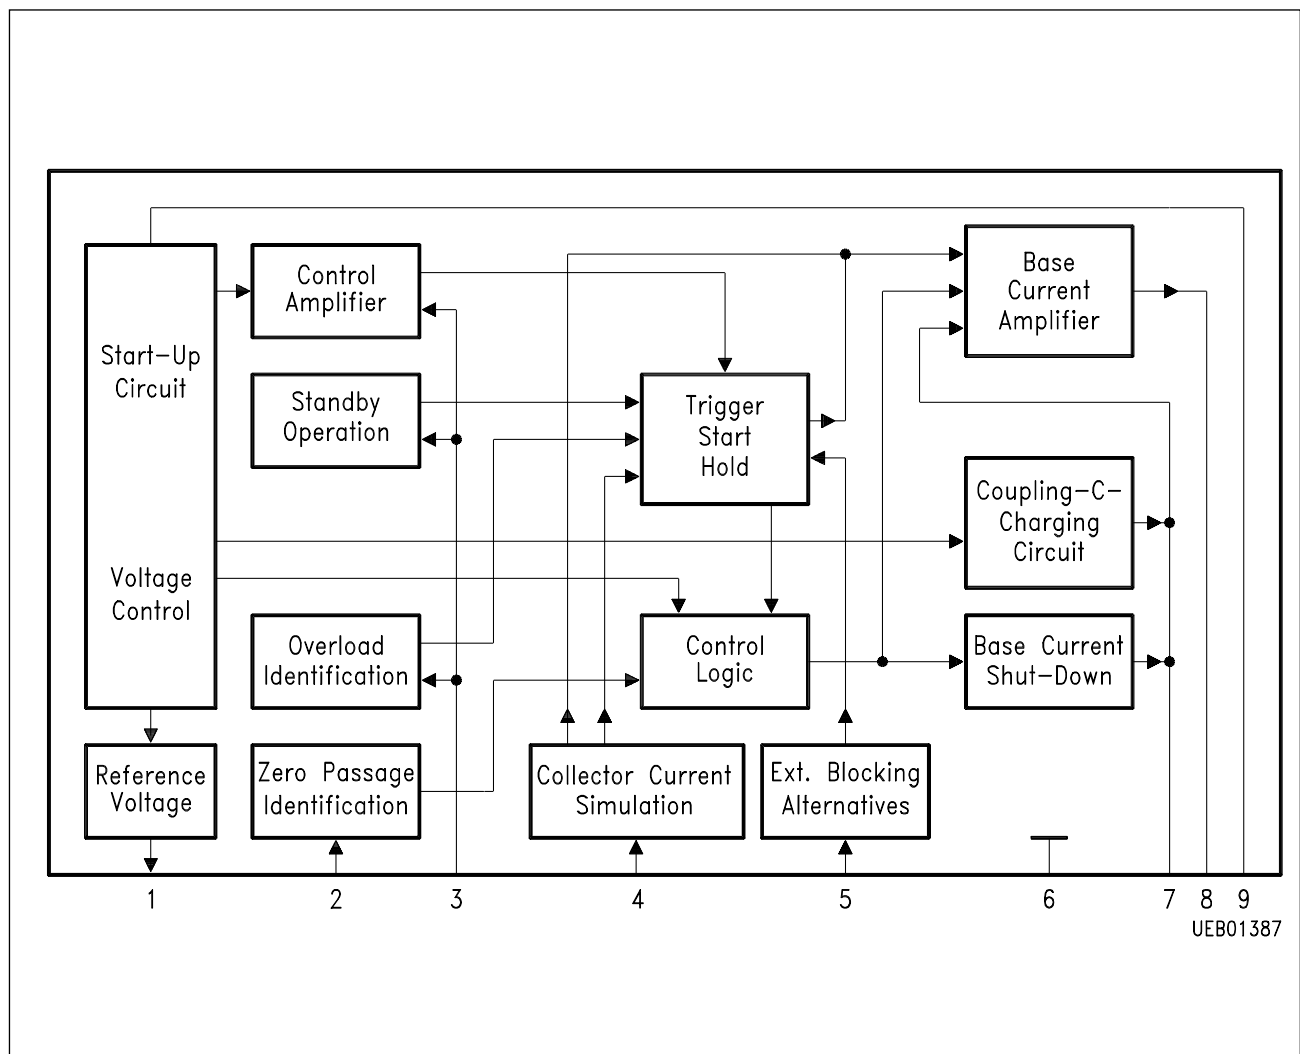 Start-Up
Circuit
Voltage
Control
Control
Amplifier
Standby
Operation
Overload
Identification
Reference
Voltage
Zero Passage
Identification
Trigger
Start
Hold
Control
Logic
Collector Current
Simulation
Ext. Blocking
Alternatives
Base
Current
Amplifier
Coupling-C-
Charging
Circuit
Base Current
Shut-Down
1 2 3 4 5 6 7 8 9
UEB01387